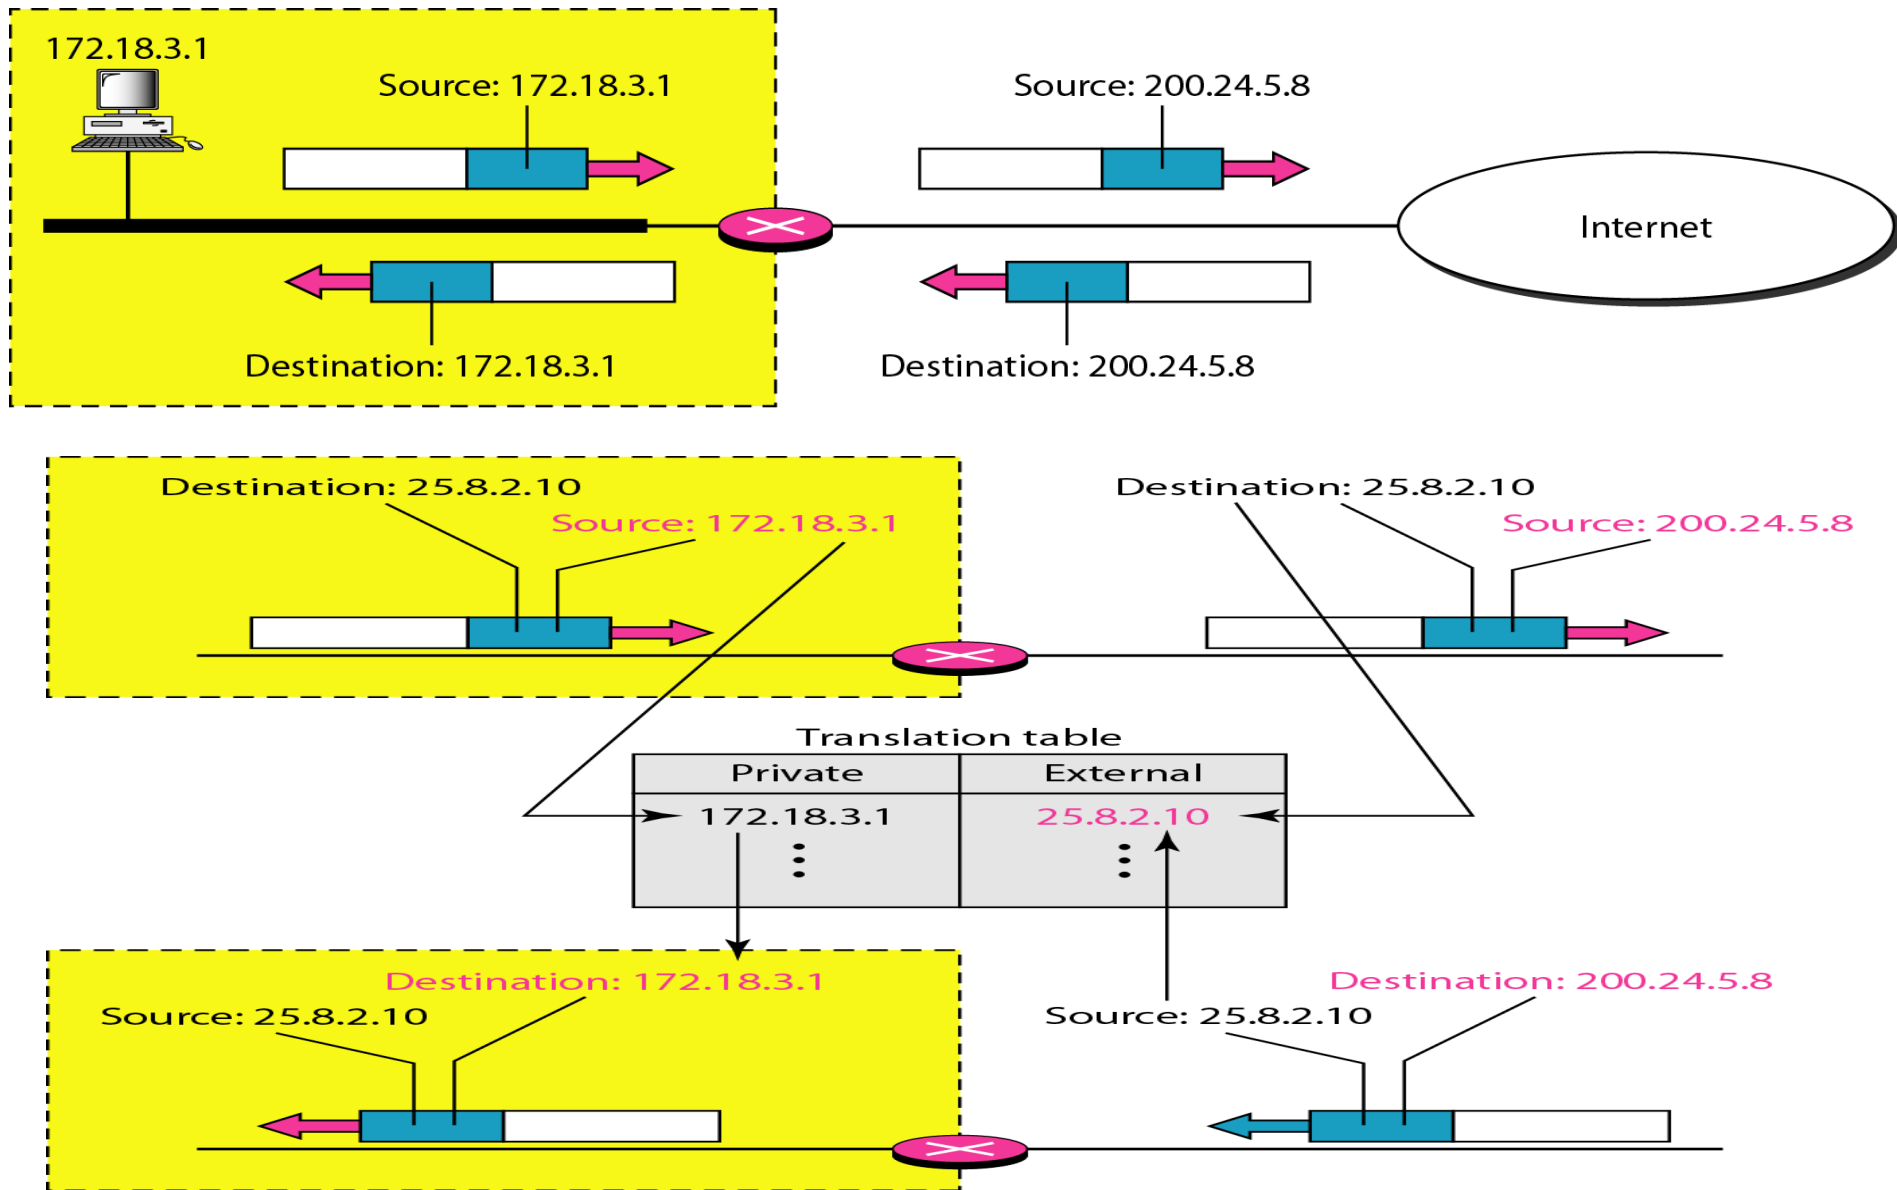 172.18.3.1
Source: 172.18.3.1
Source: 200.24.5.8
Internet
Destination: 172.18.3.1
Destination: 200.24.5.8
Destination: 25.8.2.10
Source: 172.18.3.1
Destination: 25.8.2.10
Source: 200.24.5.8
Translation table
Private
External
172.18.3.1
25.8.2.10
Destination: 172.18.3.1
Source: 25.8.2.10
Destination: 200.24.5.8
Source: 25.8.2.10